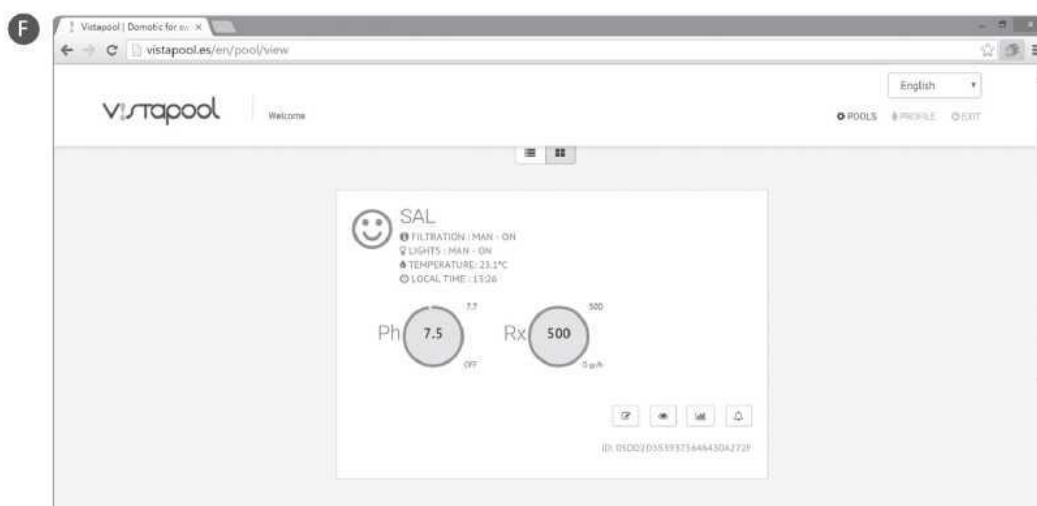 F
Vistapool | Domotic for sw
vistapool.es/en/pool/view
vistapool
Welcome
English
POOLS PROFILE EXIT
SAL
FILTRATION : MAN - ON
LIGHTS : MAN - ON
TEMPERATURE: 23.1°C
LOCAL TIME : 13:26
Ph 7.5 7.7 OFF
Rx 500 500 0 g/h
ID: